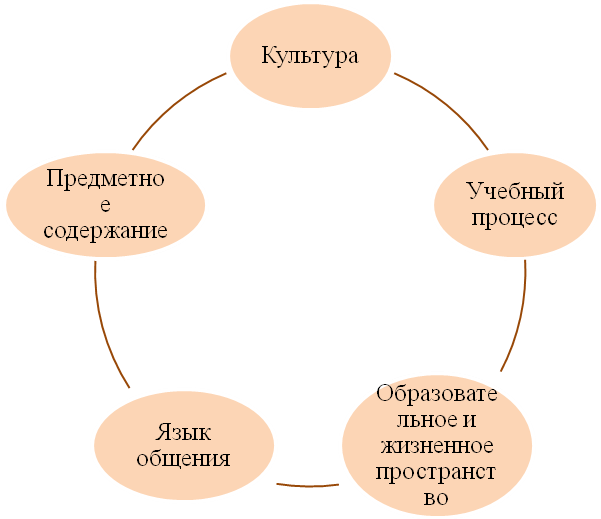 Культура
Предметно
е
содержание
Учебный
процесс
Язык
общения
Образовате
льное и
жизненное
пространст
во